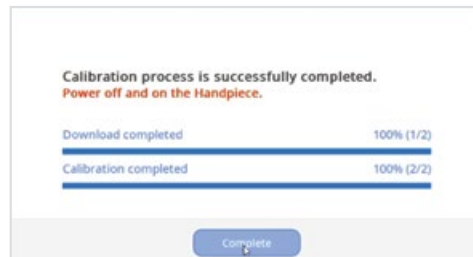 Calibration process is successfully completed.
Power off and on the Handpiece.
Download completed 100% (1/2)
Calibration completed 100% (2/2)
Complete